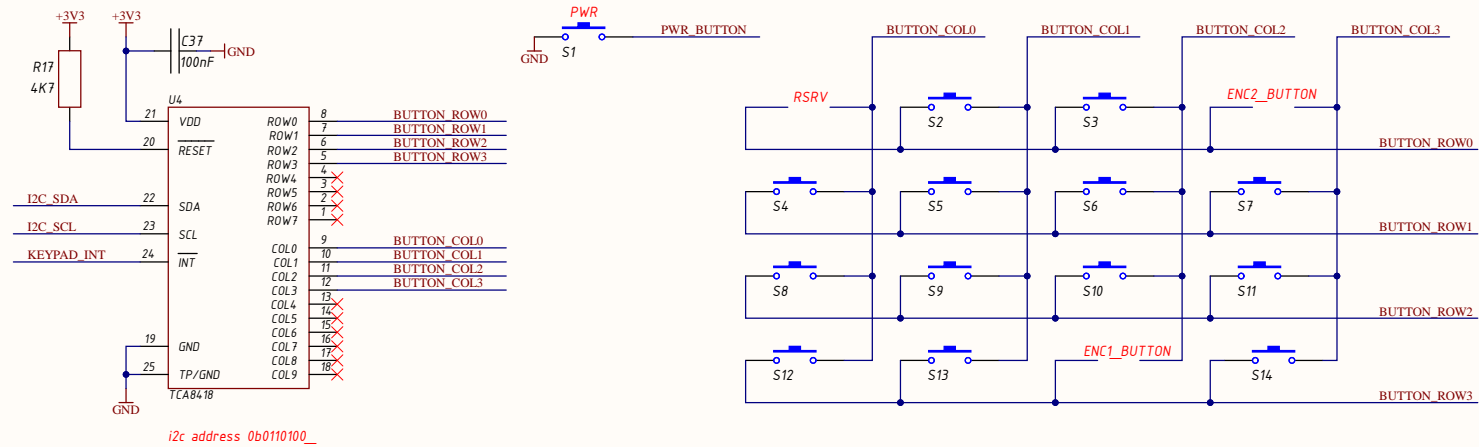 +3V3
+3V3
R17
4K7
C37
100nF
GND
U4
21 VDD
20 RESET
I2C_SDA 22 SDA
I2C_SCL 23 SCL
KEYPAD_INT 24 INT
19 GND
25 TP/GND
GND
TCA8418
i2c address 0b0110100_
ROW0 8 BUTTON_ROW0
ROW1 7 BUTTON_ROW1
ROW2 6 BUTTON_ROW2
ROW3 5 BUTTON_ROW3
ROW4 4
ROW5 3
ROW6 2
ROW7 1
COL0 9 BUTTON_COL0
COL1 10 BUTTON_COL1
COL2 11 BUTTON_COL2
COL3 12 BUTTON_COL3
COL4 13
COL5 14
COL6 15
COL7 16
COL8 17
COL9 18
PWR
S1
GND
PWR_BUTTON
BUTTON_COL0 BUTTON_COL1 BUTTON_COL2 BUTTON_COL3
RSRV S2 S3 ENC2_BUTTON
BUTTON_ROW0
S4 S5 S6 S7
BUTTON_ROW1
S8 S9 S10 S11
BUTTON_ROW2
S12 S13 ENC1_BUTTON S14
BUTTON_ROW3